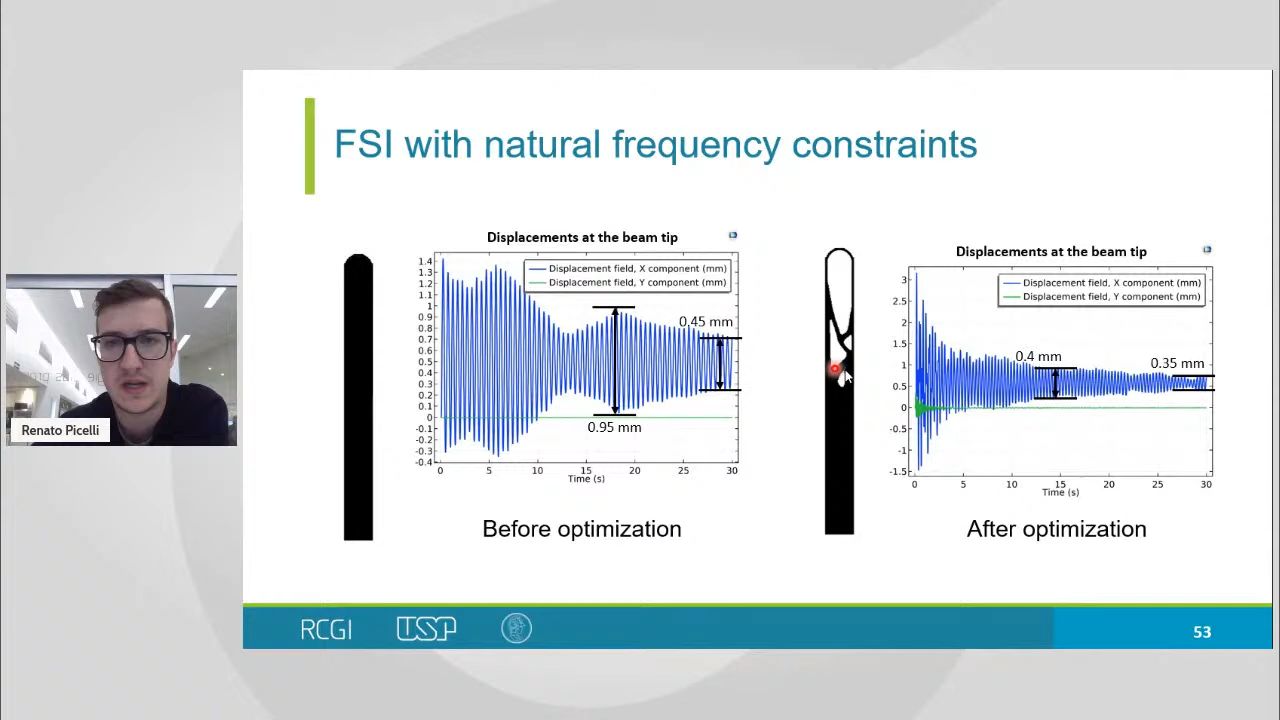 FSI with natural frequency constraints
Displacements at the beam tip
Displacement field, X component (mm)
Displacement field, Y component (mm)
1.4
1.3
1.2
1.1
1
0.9
0.8
0.7
0.6
0.5
0.4
0.3
0.2
0.1
0
-0.1
-0.2
-0.3
-0.4
0.45 mm
0.95 mm
0 5 10 15 20 25 30
Time (s)
Before optimization
Displacements at the beam tip
Displacement field, X component (mm)
Displacement field, Y component (mm)
3
2.5
2
1.5
1
0.5
0
-0.5
-1
-1.5
0.4 mm
0.35 mm
0 5 10 15 20 25 30
Time (s)
After optimization
Renato Picelli
RCGI USP
53